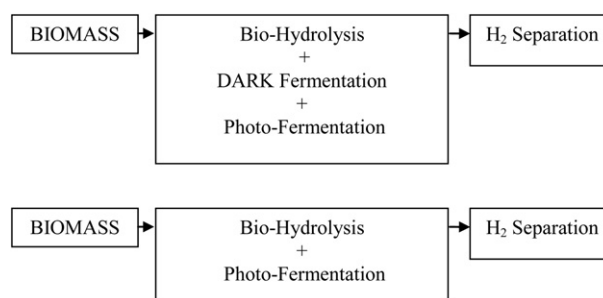 BIOMASS
Bio-Hydrolysis
+
DARK Fermentation
+
Photo-Fermentation
H₂ Separation
BIOMASS
Bio-Hydrolysis
+
Photo-Fermentation
H₂ Separation